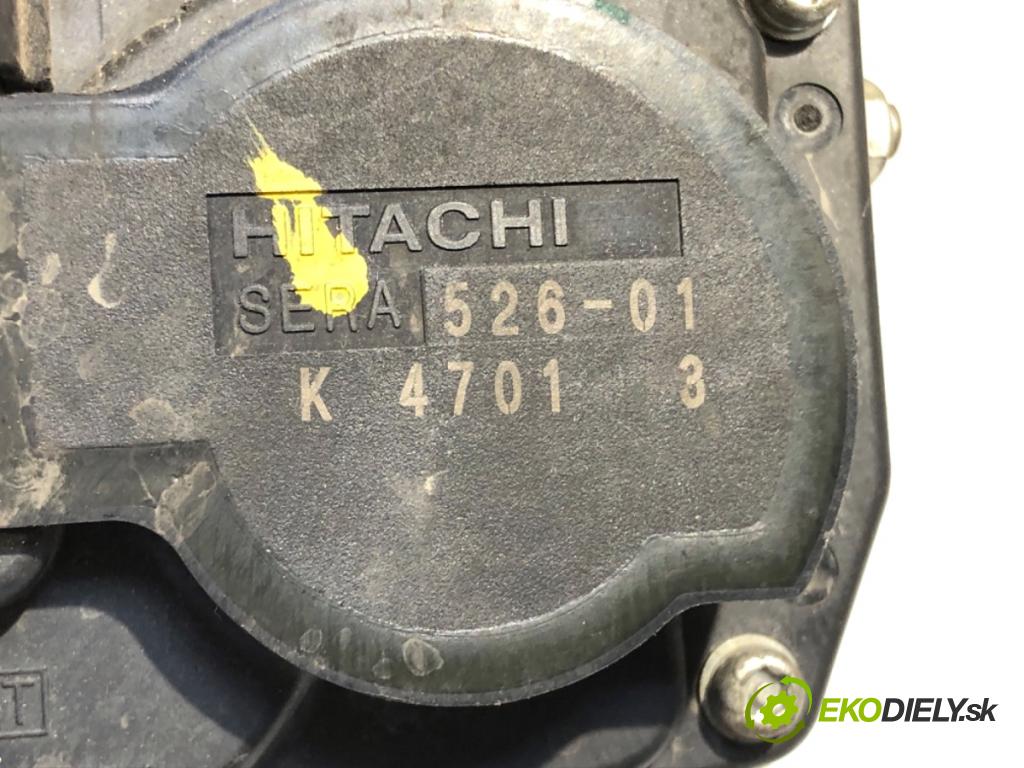 HITACHI
SERA 526-01
K 4701 3
T
EKODIELY.sk